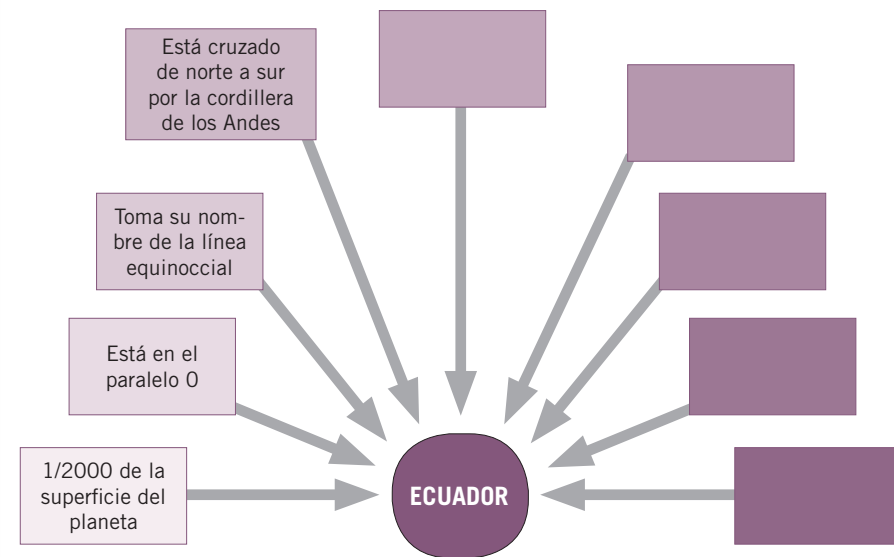 Está cruzado
de norte a sur
por la cordillera
de los Andes
Toma su nom-
bre de la línea
equinoccial
Está en el
paralelo 0
1/2000 de la
superficie del
planeta
ECUADOR